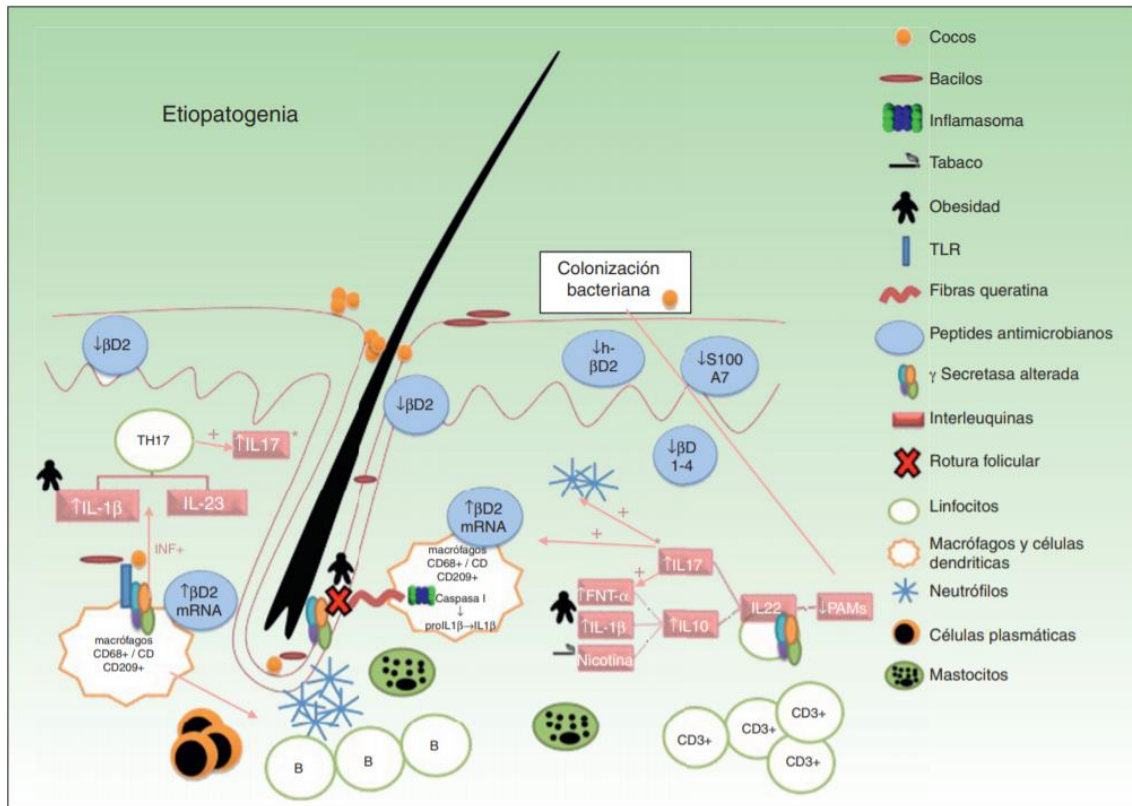 Etiopatogenia
Colonización
bacteriana
↓βD2
↓h-
βD2
↓S100
A7
↓βD2
TH17
+
↑IL17 *
↓βD
1-4
↑IL-1β
IL-23
INF+
↑βD2
mRNA
macrófagos
CD68+ / CD
CD209+
↑βD2
mRNA
macrófagos
CD68+ / CD
CD209+
Caspasa I
↓
proIL1β→IL1β
+
+
*
↑IL17
+
↑FNT-α
↑IL-1β
Nicotina
↑IL10
IL22
↓PAMs
B
B
B
CD3+
CD3+
CD3+
CD3+
Cocos
Bacilos
Inflamasoma
Tabaco
Obesidad
TLR
Fibras queratina
Peptides antimicrobianos
γ Secretasa alterada
Interleuquinas
Rotura folicular
Linfocitos
Macrófagos y células
dendriticas
Neutrófilos
Células plasmáticas
Mastocitos